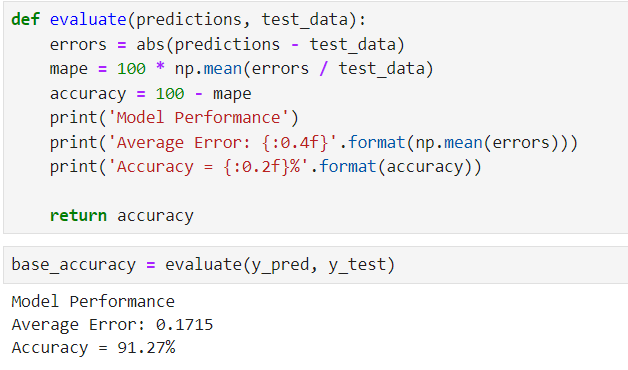 def evaluate(predictions, test_data):
    errors = abs(predictions - test_data)
    mape = 100 * np.mean(errors / test_data)
    accuracy = 100 - mape
    print('Model Performance')
    print('Average Error: {:0.4f}'.format(np.mean(errors)))
    print('Accuracy = {:0.2f}%'.format(accuracy))
    return accuracy
base_accuracy = evaluate(y_pred, y_test)
Model Performance
Average Error: 0.1715
Accuracy = 91.27%